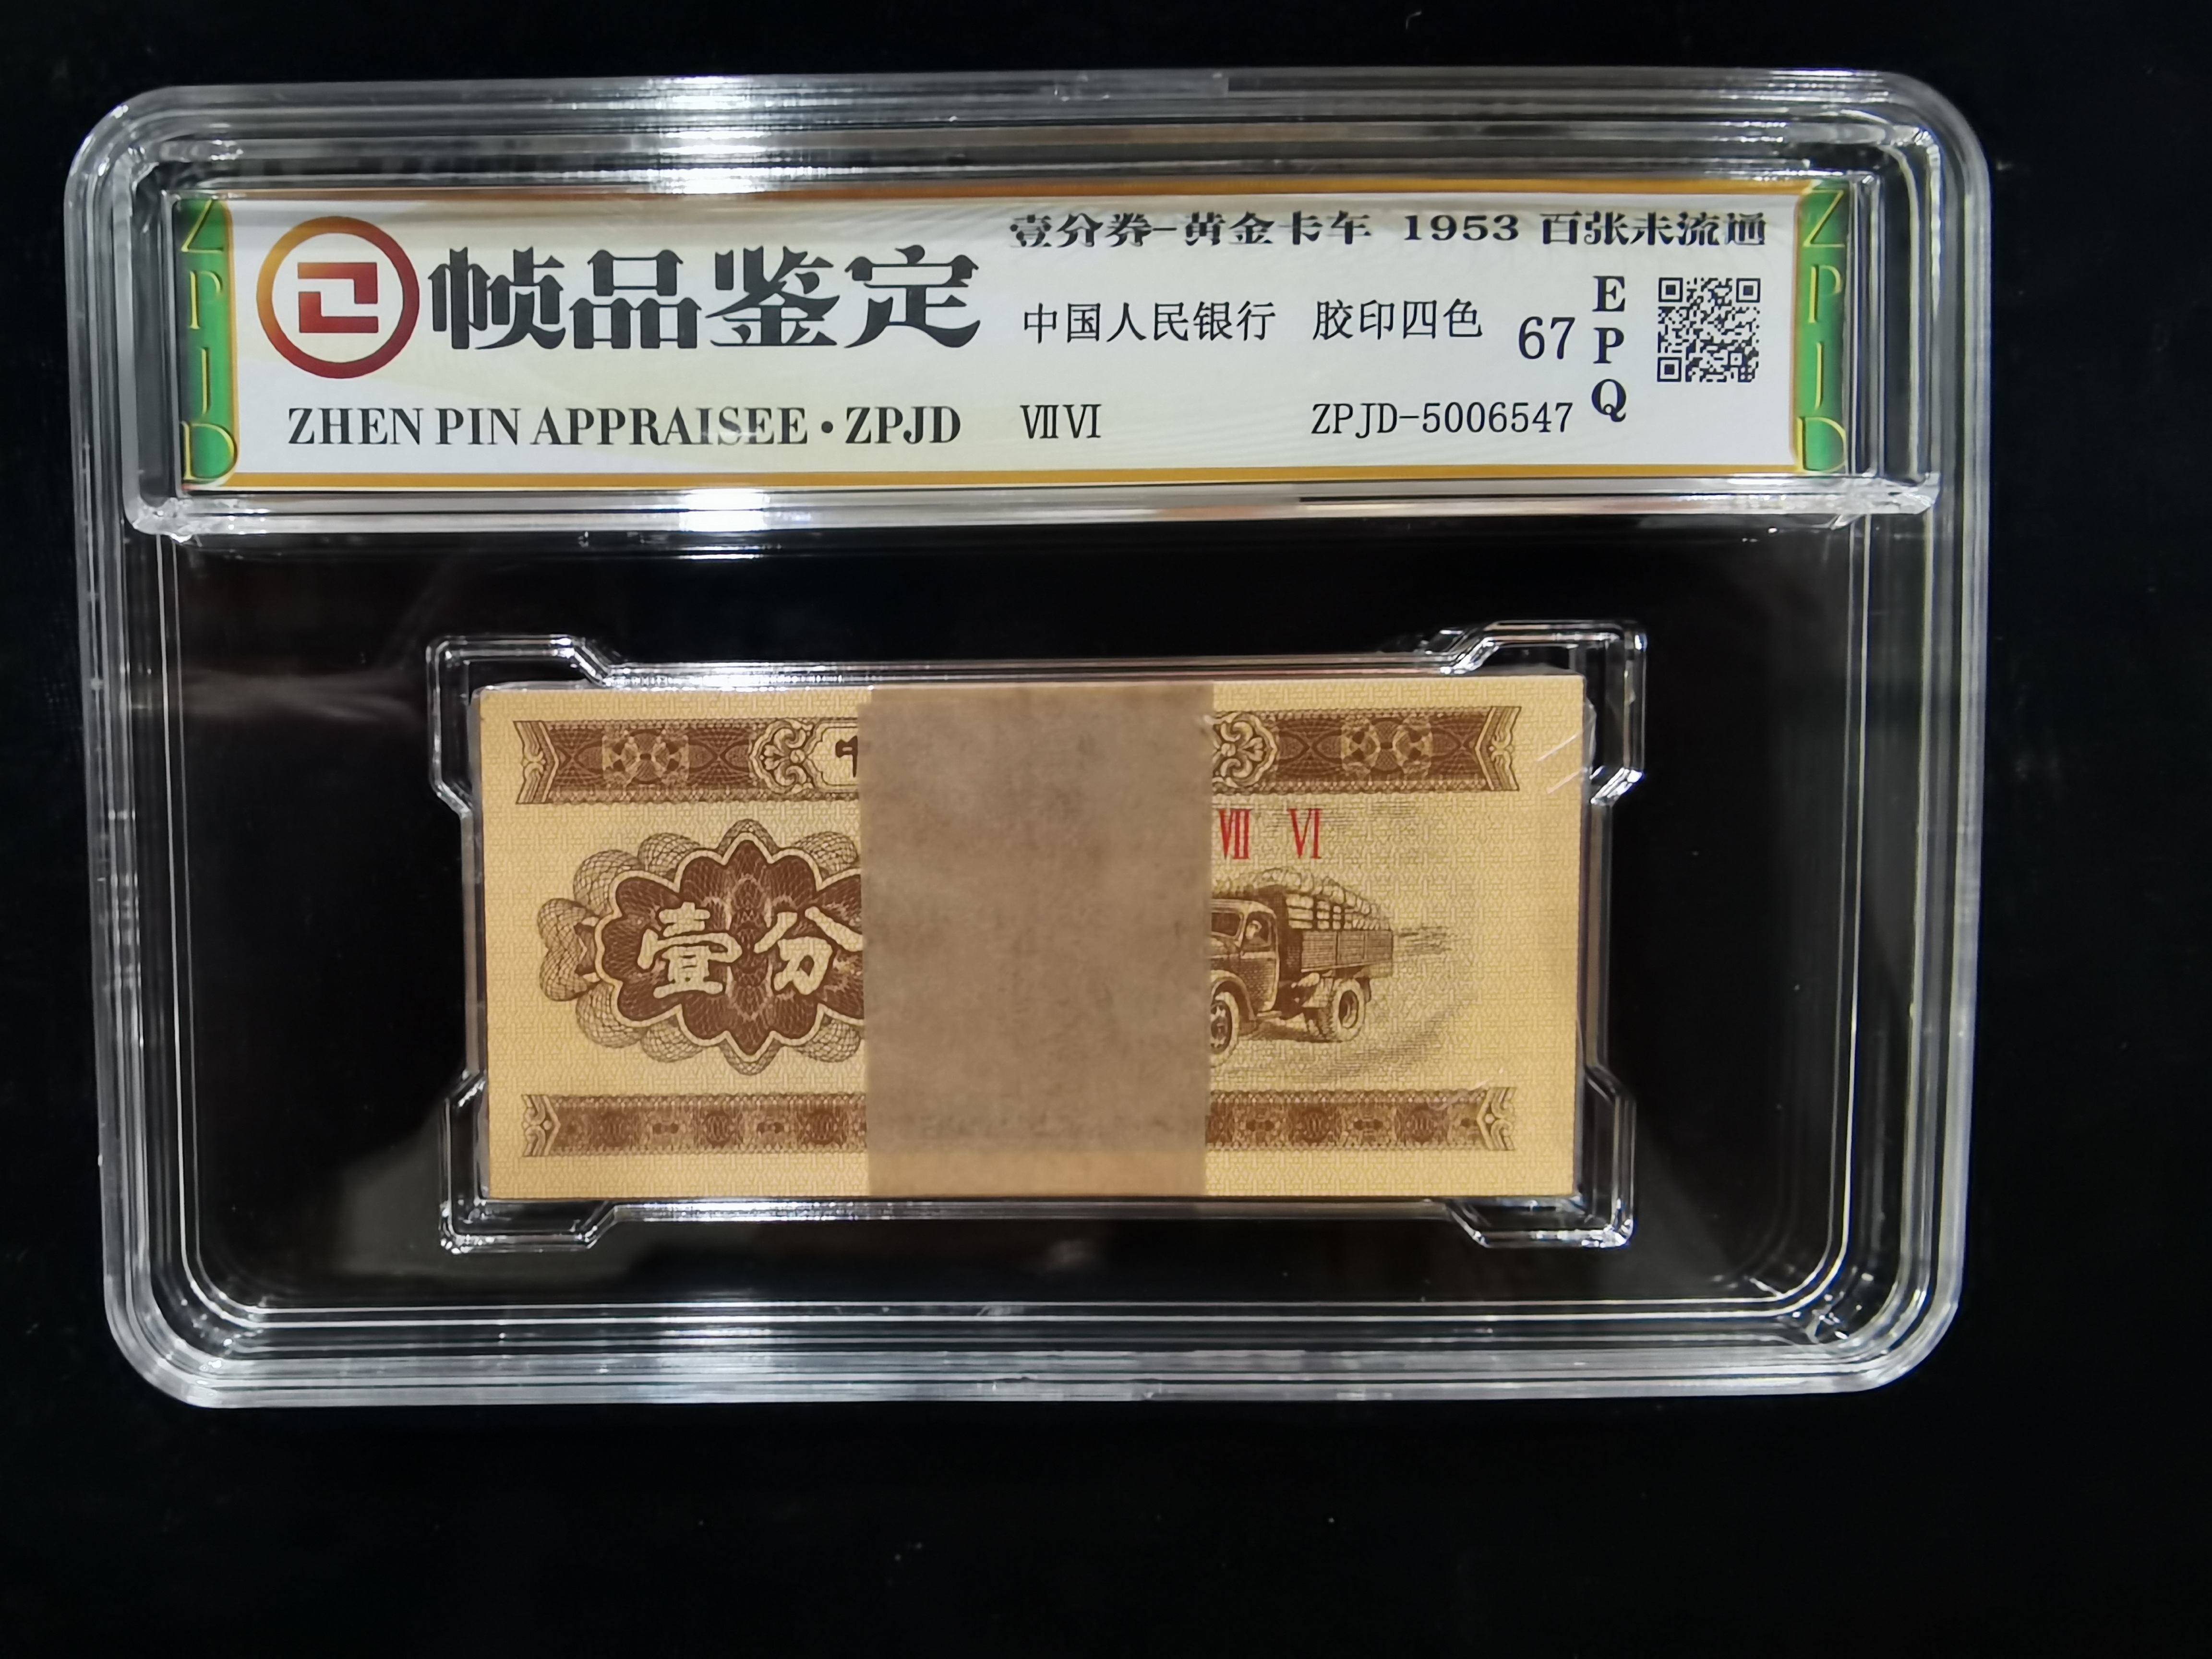 壹分券-黄金卡车 1953 百张未流通
帧品鉴定
中国人民银行 胶印四色 67 EPQ
ZHEN PIN APPRAISEE·ZPJD ⅦⅥ ZPJD-5006547
ZPJD
ZPJD
中
Ⅶ Ⅵ
壹分